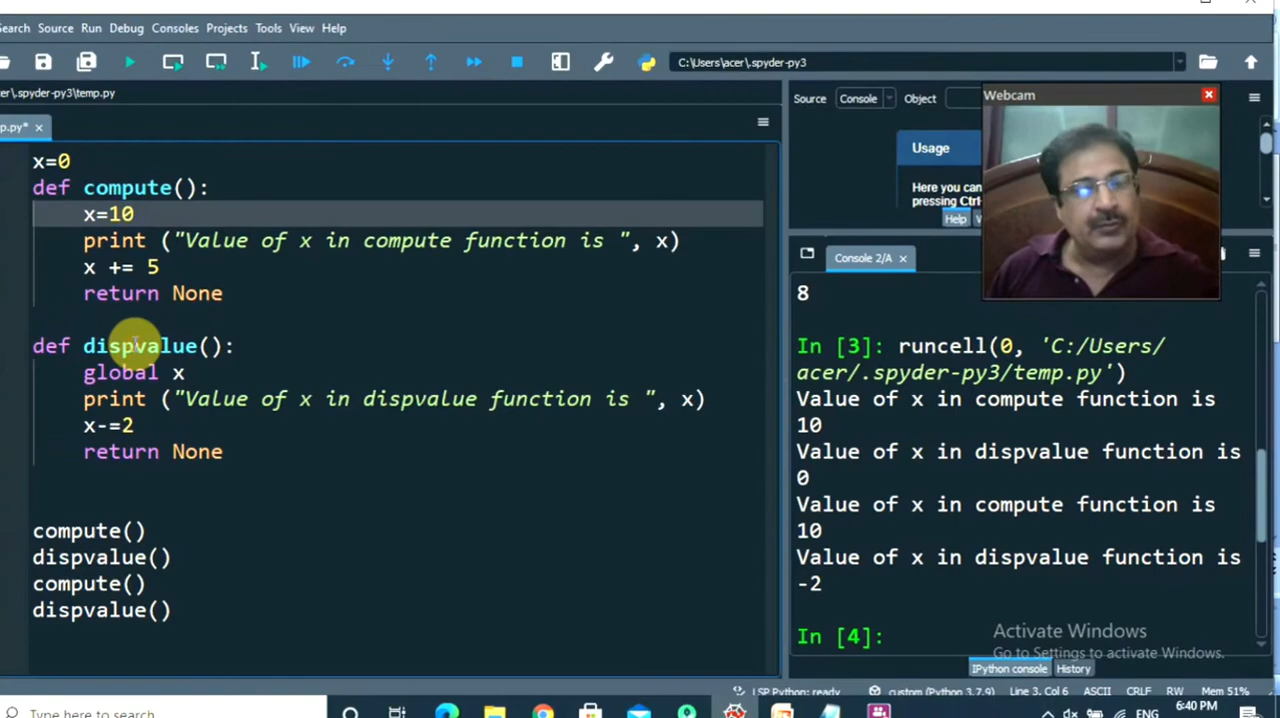 Search Source Run Debug Consoles Projects Tools View Help
C:\Users\acer\.spyder-py3
cer\.spyder-py3\temp.py
p.py*
x=0
def compute():
x=10
print ("Value of x in compute function is ", x)
x += 5
return None
def dispvalue():
global x
print ("Value of x in dispvalue function is ", x)
x-=2
return None
compute()
dispvalue()
compute()
dispvalue()
Source Console Object
Webcam
Usage
Here you can
pressing Ctrl
Help
Console 2/A
8
In [3]: runcell(0, 'C:/Users/
acer/.spyder-py3/temp.py')
Value of x in compute function is
10
Value of x in dispvalue function is
0
Value of x in compute function is
10
Value of x in dispvalue function is
-2
In [4]:
Activate Windows
Go to Settings to activate Windows.
IPython console History
LSP Python: ready custom (Python 3.7.9) Line 3, Col 6 ASCII CRLF RW Mem 51%
Type here to search
ENG
6:40 PM